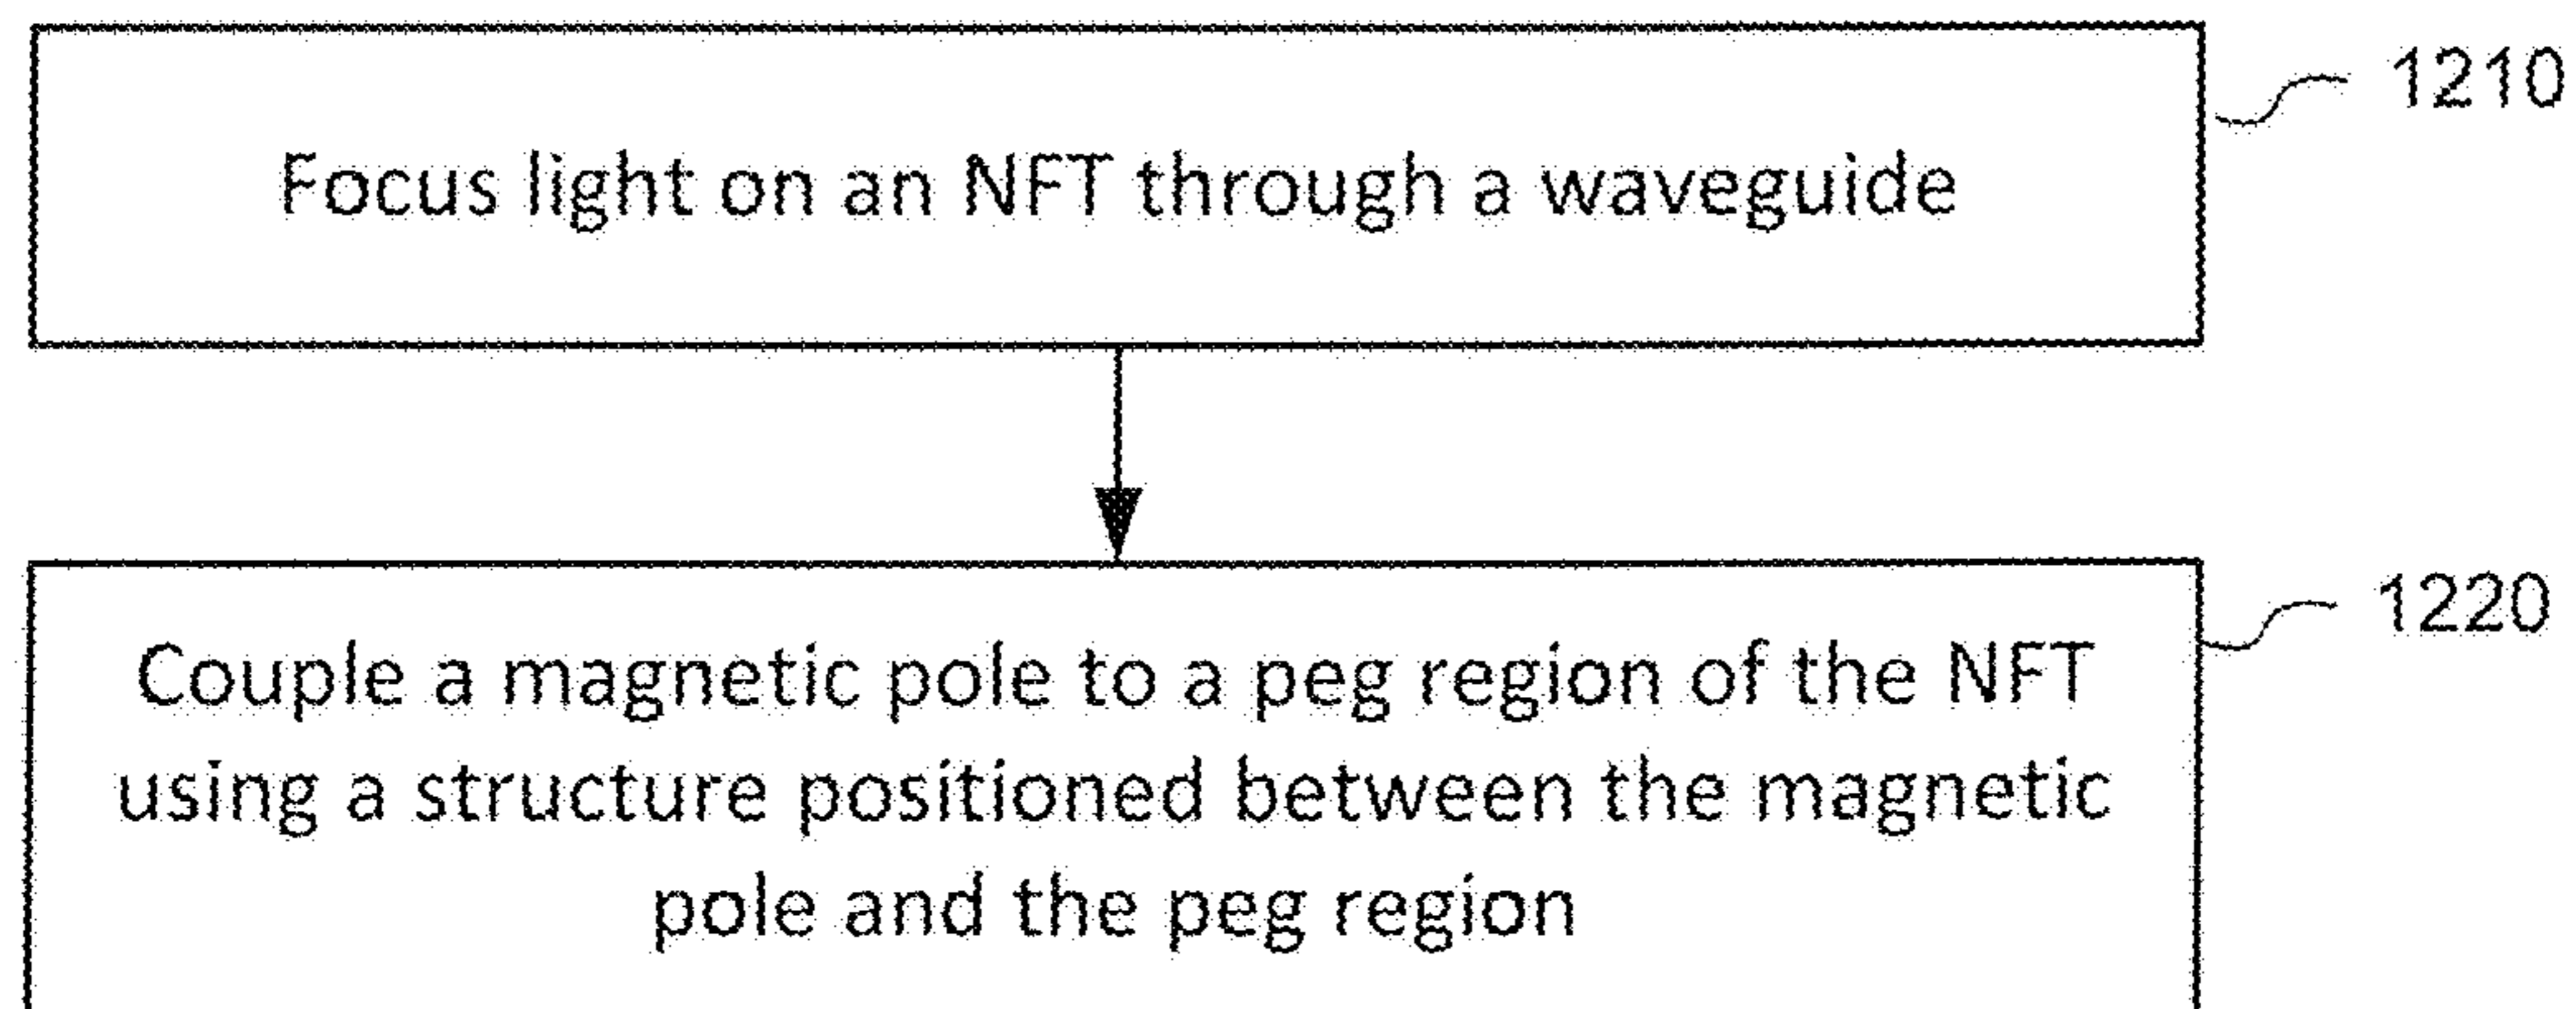 1210
Focus light on an NFT through a waveguide
1220
Couple a magnetic pole to a peg region of the NFT
using a structure positioned between the magnetic
pole and the peg region